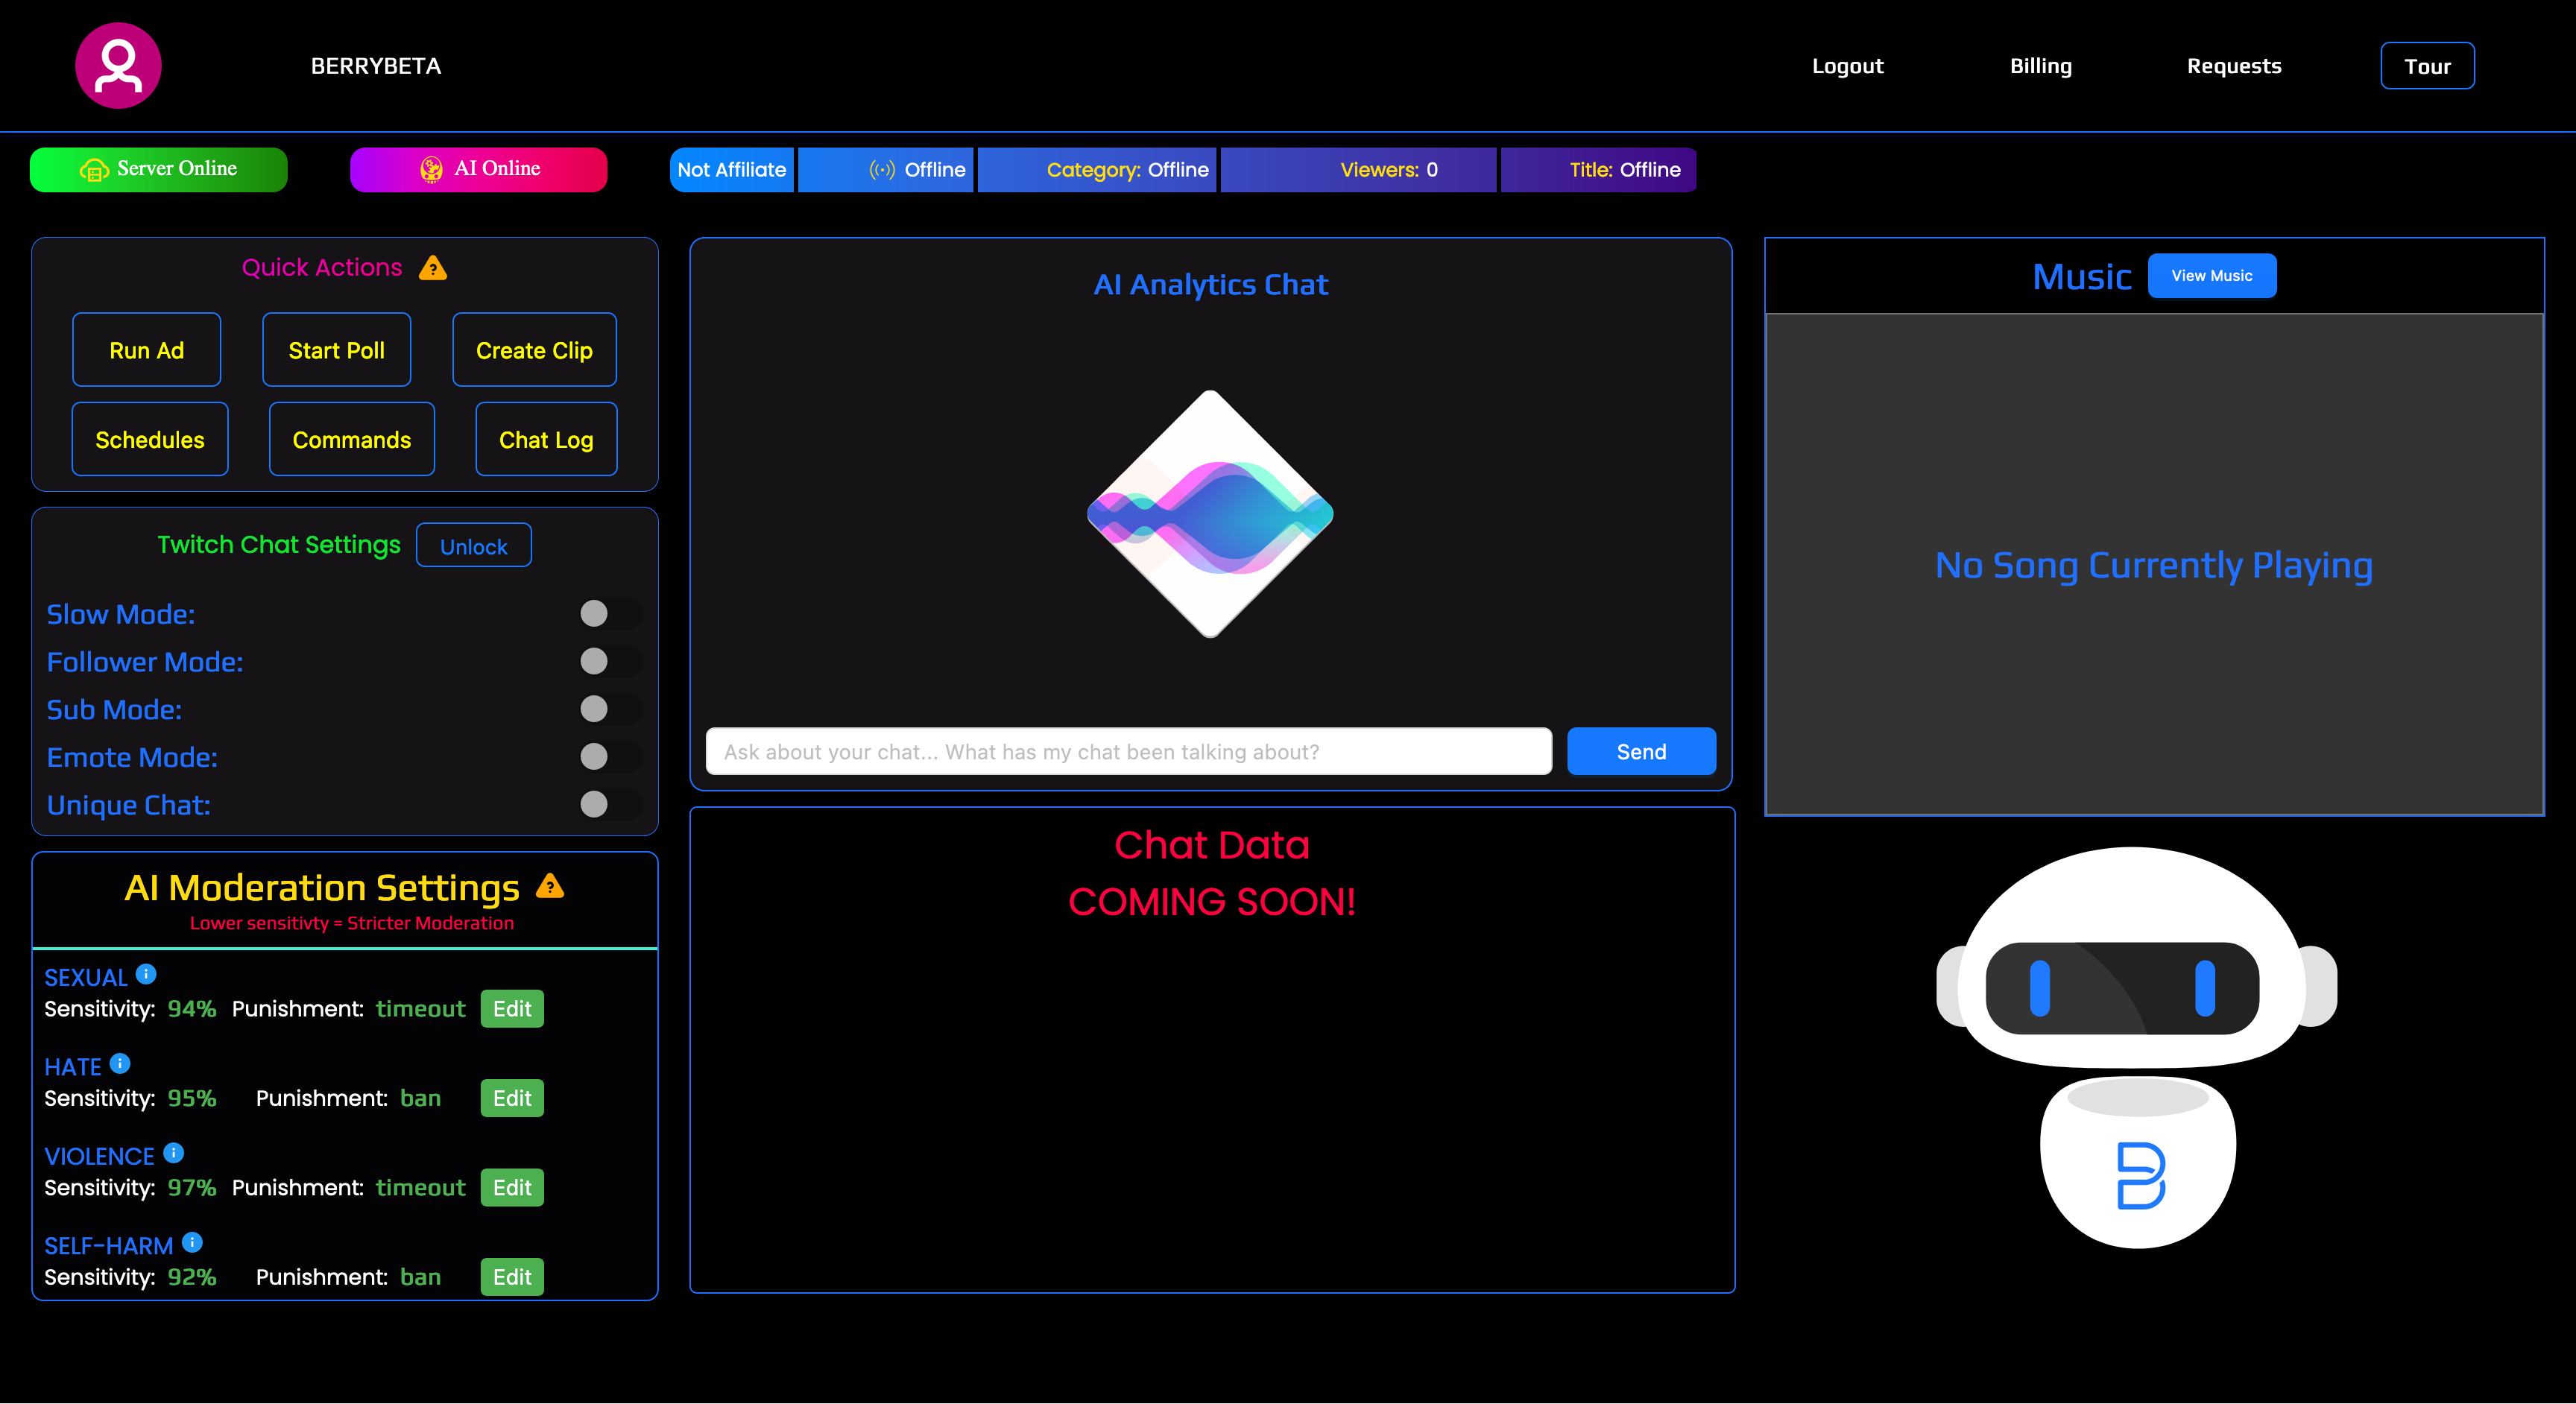 BERRYBETA
Logout
Billing
Requests
Tour
Server Online
AI Online
Not Affiliate
Offline
Category: Offline
Viewers: 0
Title: Offline
Quick Actions
Run Ad
Start Poll
Create Clip
Schedules
Commands
Chat Log
Twitch Chat Settings
Unlock
Slow Mode:
Follower Mode:
Sub Mode:
Emote Mode:
Unique Chat:
AI Moderation Settings
Lower sensitivty = Stricter Moderation
SEXUAL
Sensitivity: 94% Punishment: timeout Edit
HATE
Sensitivity: 95% Punishment: ban Edit
VIOLENCE
Sensitivity: 97% Punishment: timeout Edit
SELF-HARM
Sensitivity: 92% Punishment: ban Edit
AI Analytics Chat
Ask about your chat... What has my chat been talking about?
Send
Chat Data
COMING SOON!
Music
View Music
No Song Currently Playing
B